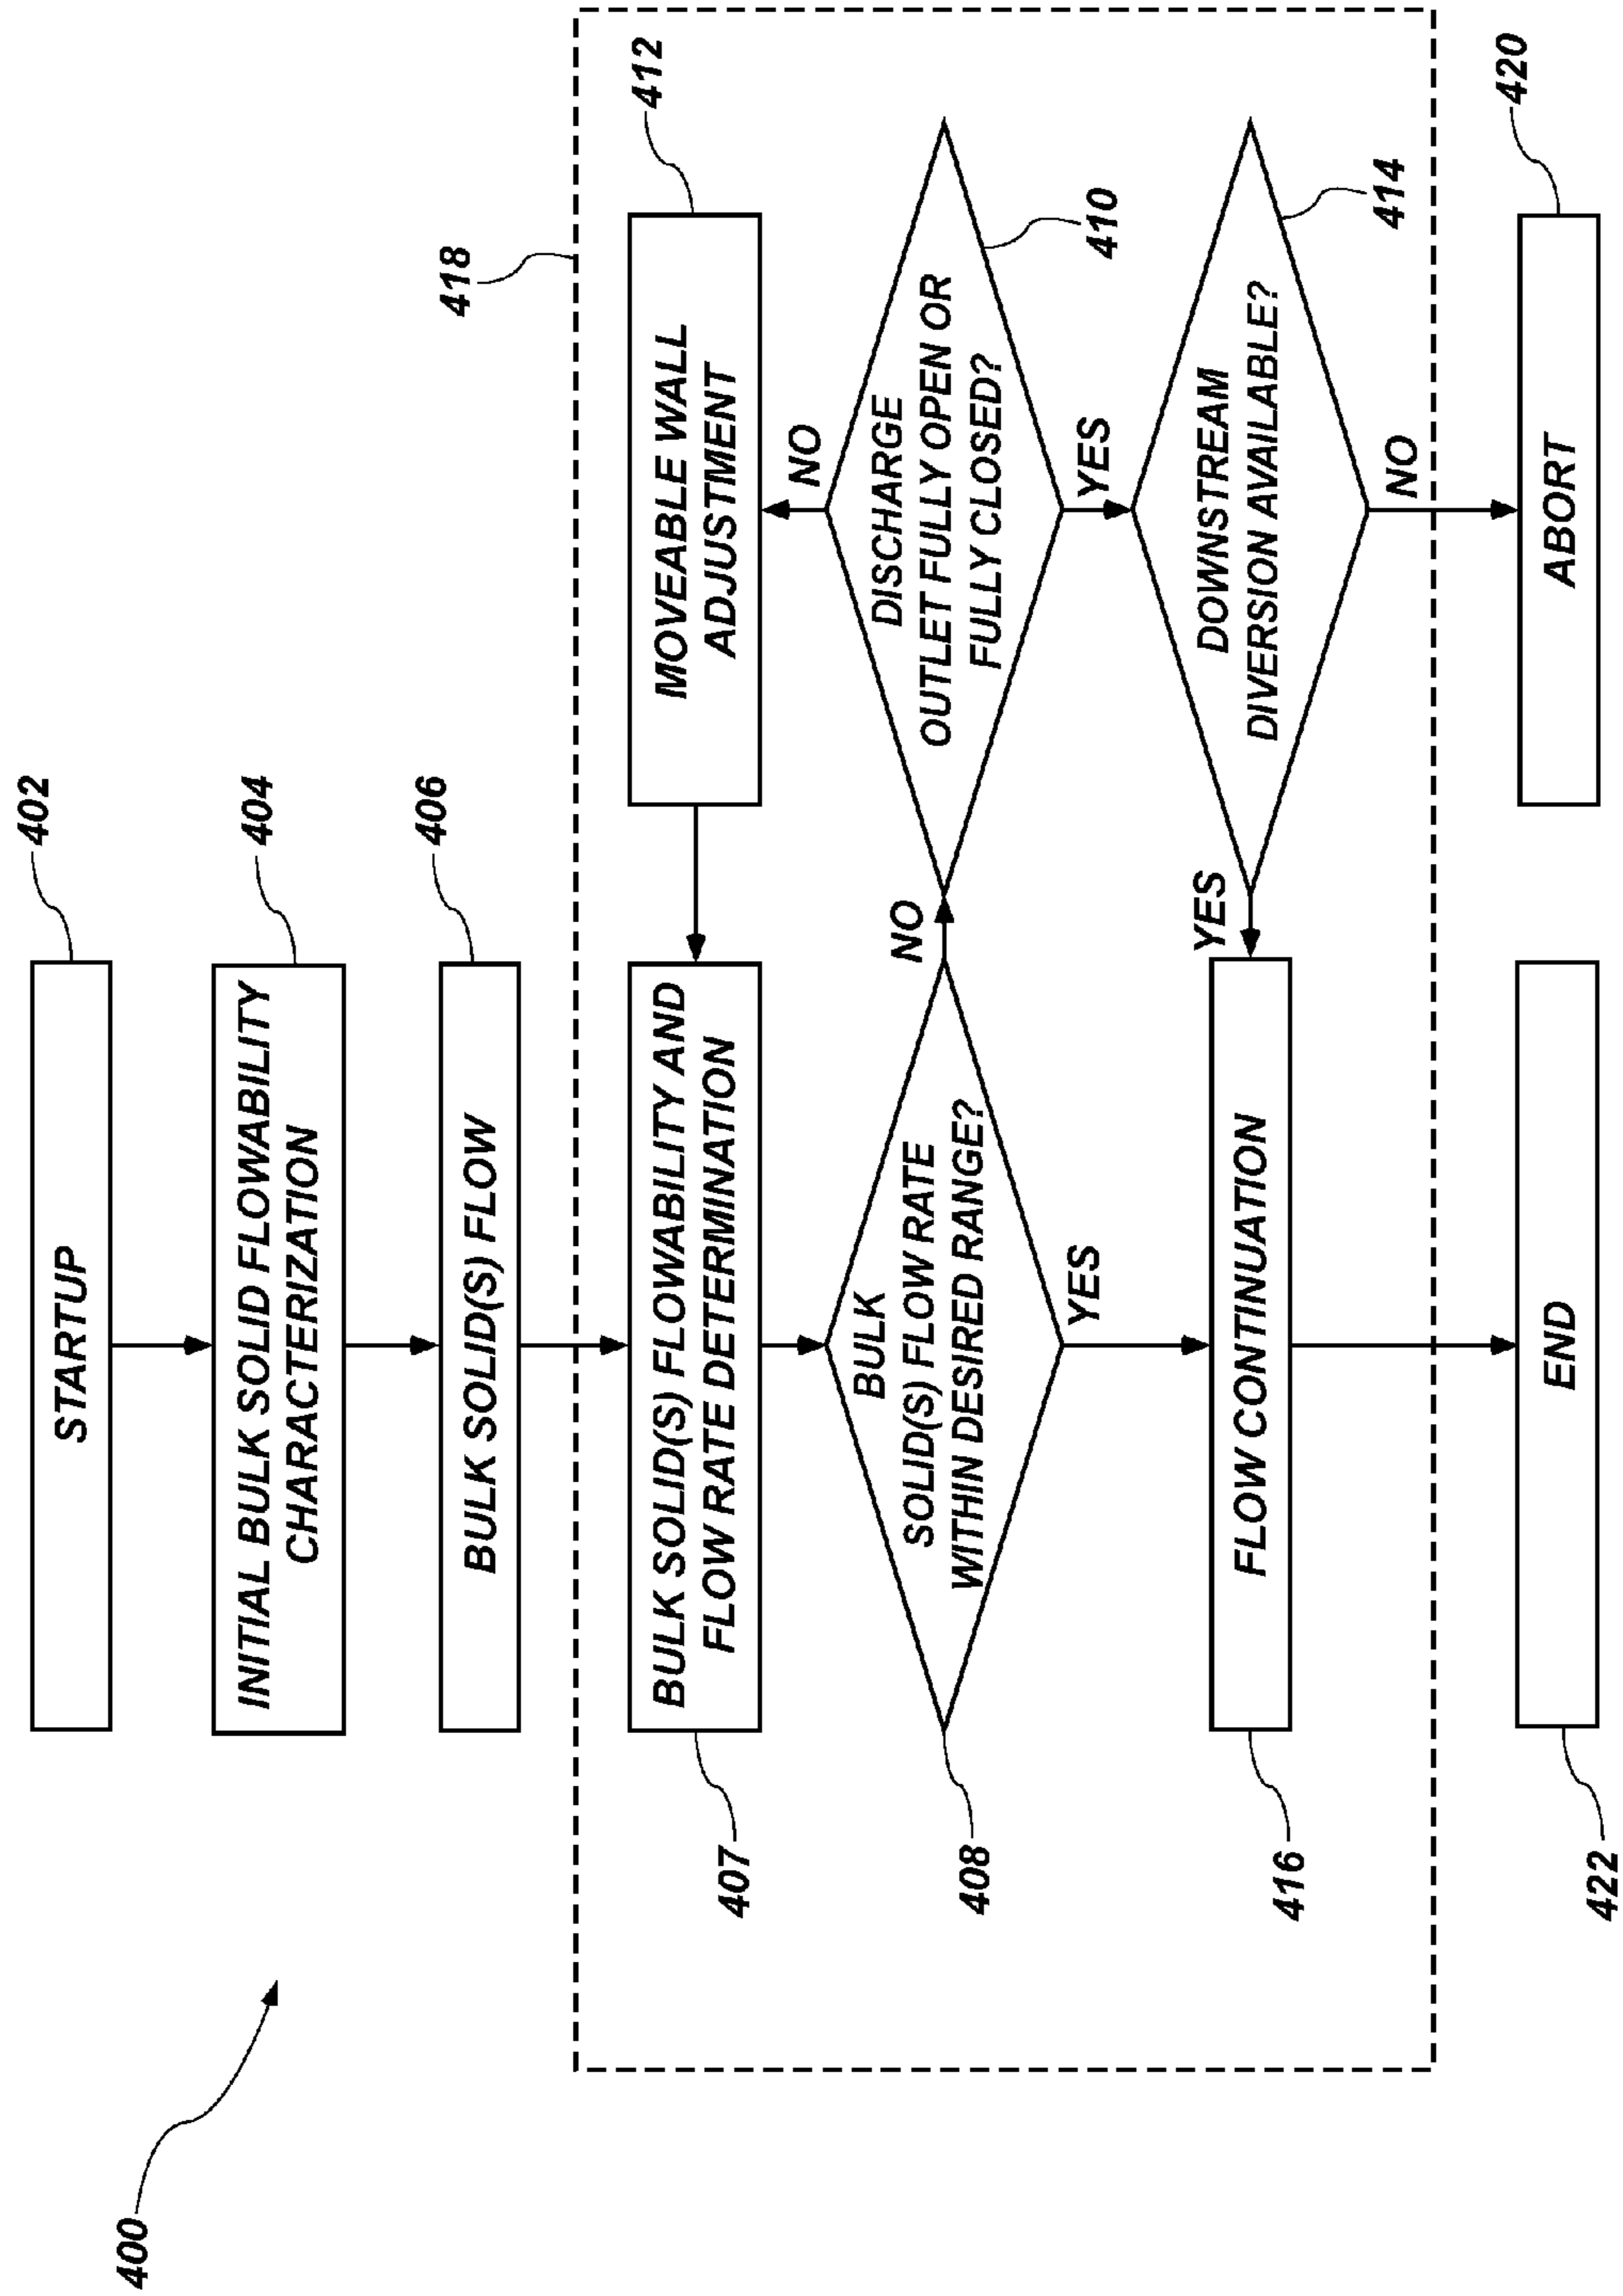 400
STARTUP
402
INITIAL BULK SOLID FLOWABILITY
CHARACTERIZATION
404
BULK SOLID(S) FLOW
406
418
BULK SOLID(S) FLOWABILITY AND
FLOW RATE DETERMINATION
407
MOVEABLE WALL
ADJUSTMENT
412
NO
BULK
SOLID(S) FLOW RATE
WITHIN DESIRED RANGE?
408
NO
DISCHARGE
OUTLET FULLY OPEN OR
FULLY CLOSED?
410
YES
YES
FLOW CONTINUATION
416
YES
DOWNSTREAM
DIVERSION AVAILABLE?
414
NO
END
422
ABORT
420